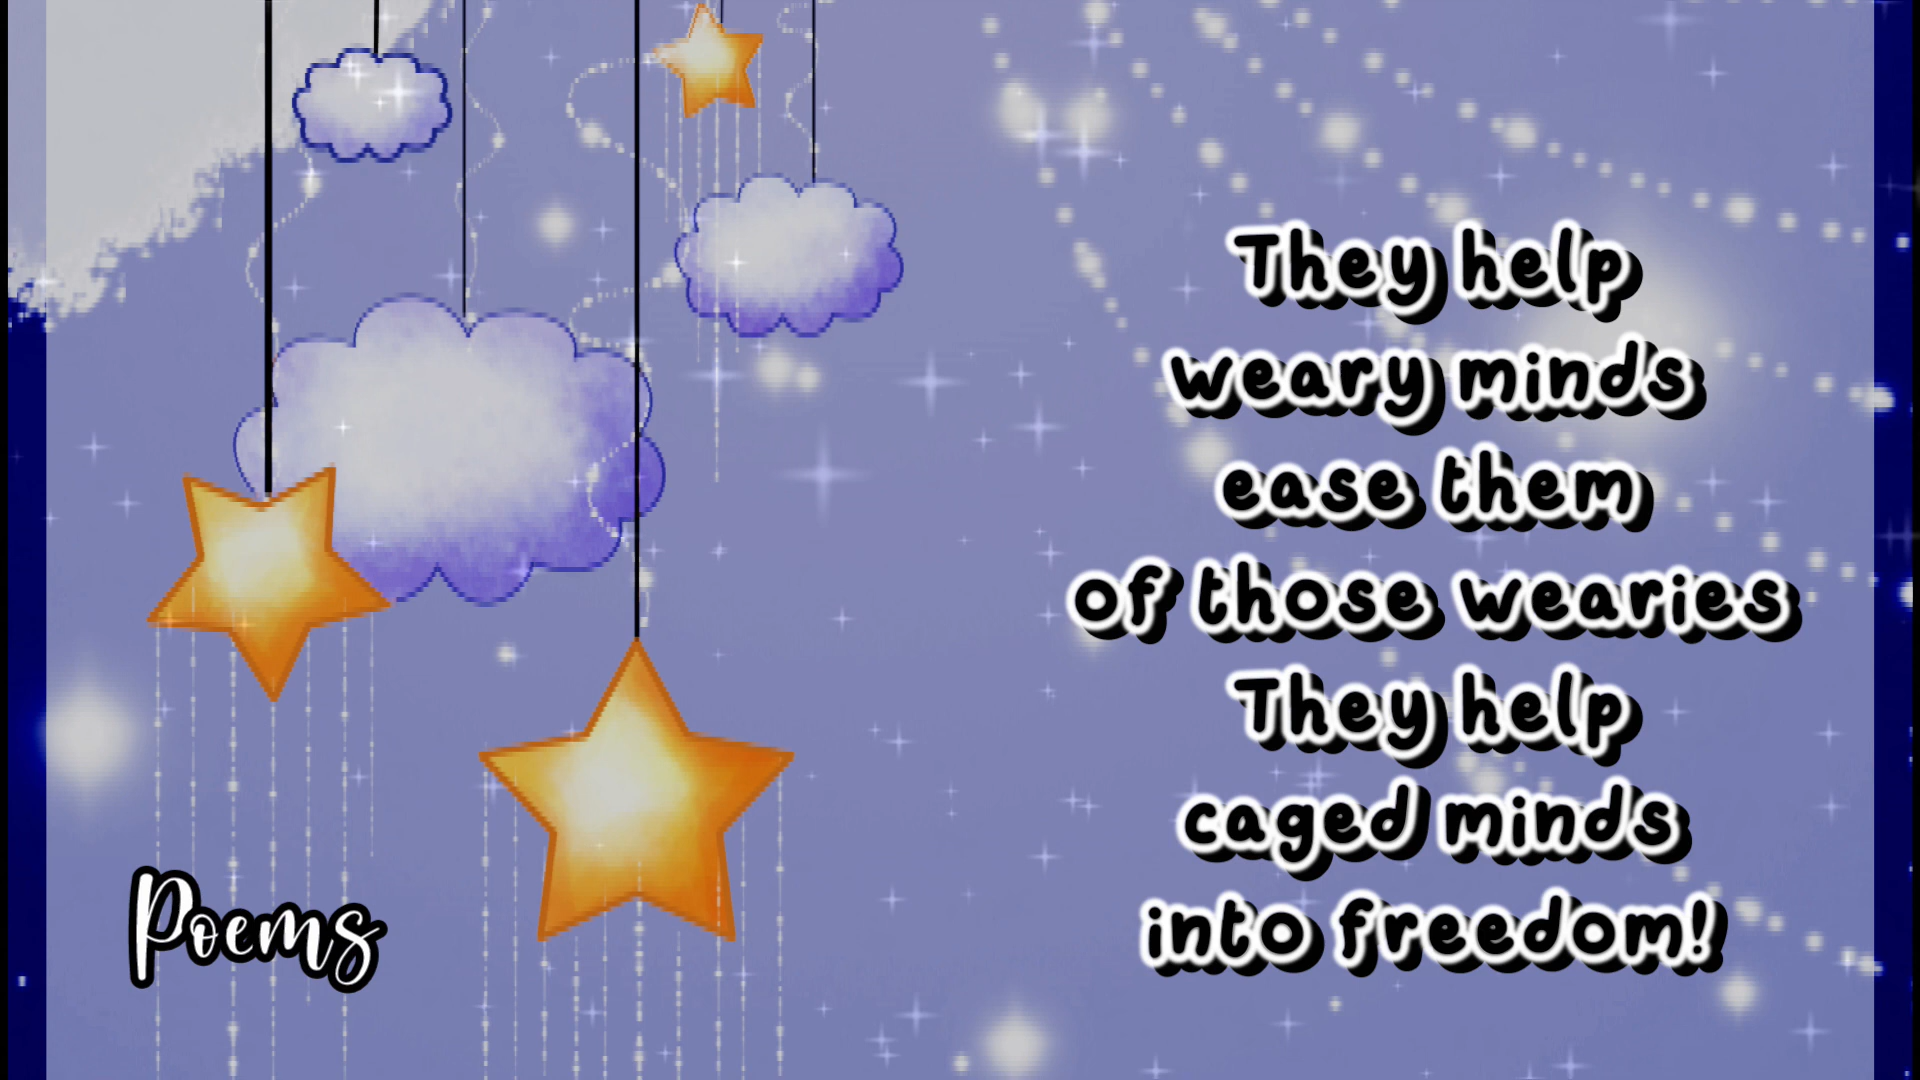 They help
weary minds
ease them
of those wearies
They help
caged minds
into freedom!
Poems